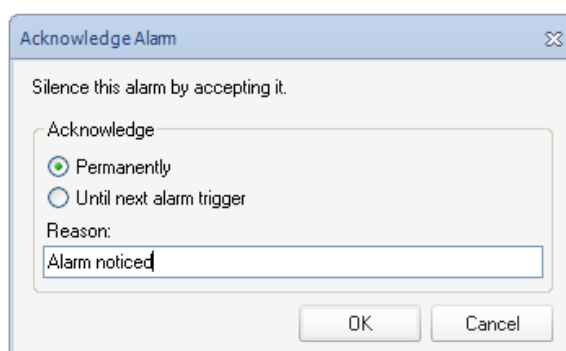 Acknowledge Alarm
Silence this alarm by accepting it.
Acknowledge
Permanently
Until next alarm trigger
Reason:
Alarm noticed
OK Cancel